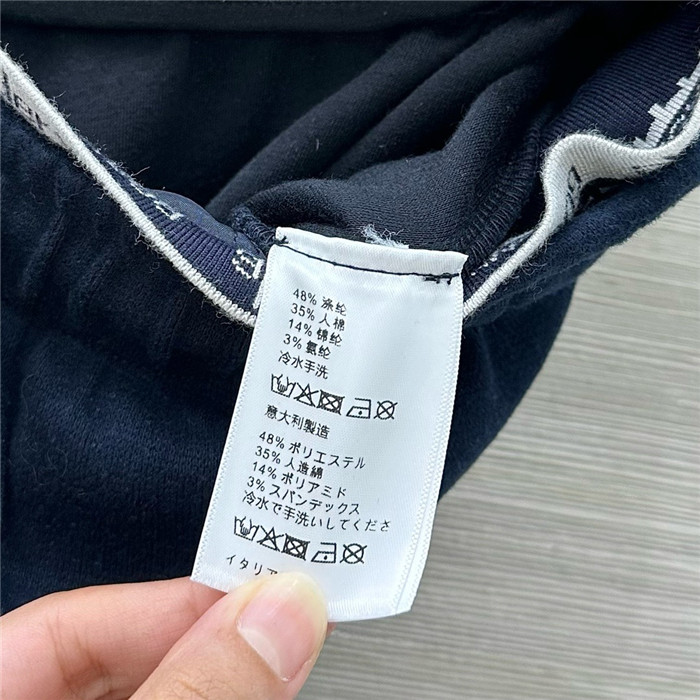 48% 涤纶
35% 人棉
14% 锦纶
3% 氨纶
冷水手洗
意大利製造
48% ポリエステル
35% 人造綿
14% ポリアミド
3% スパンデックス
冷水で手洗いしてくださ
イタリア